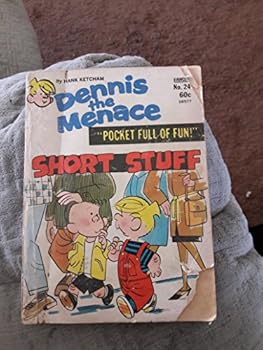 By HANK KETCHAM
Dennis
the
Menace
No. 24
60c
"POCKET FULL OF FUN!"
SHORT STUFF